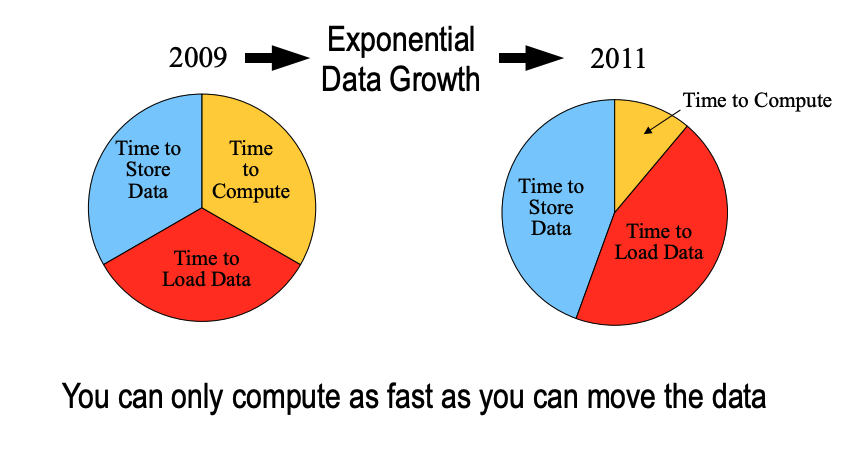 2009
Exponential
Data Growth
2011
Time to
Store
Data
Time
to
Compute
Time to
Load Data
Time to Compute
Time to
Store
Data
Time to
Load Data
You can only compute as fast as you can move the data